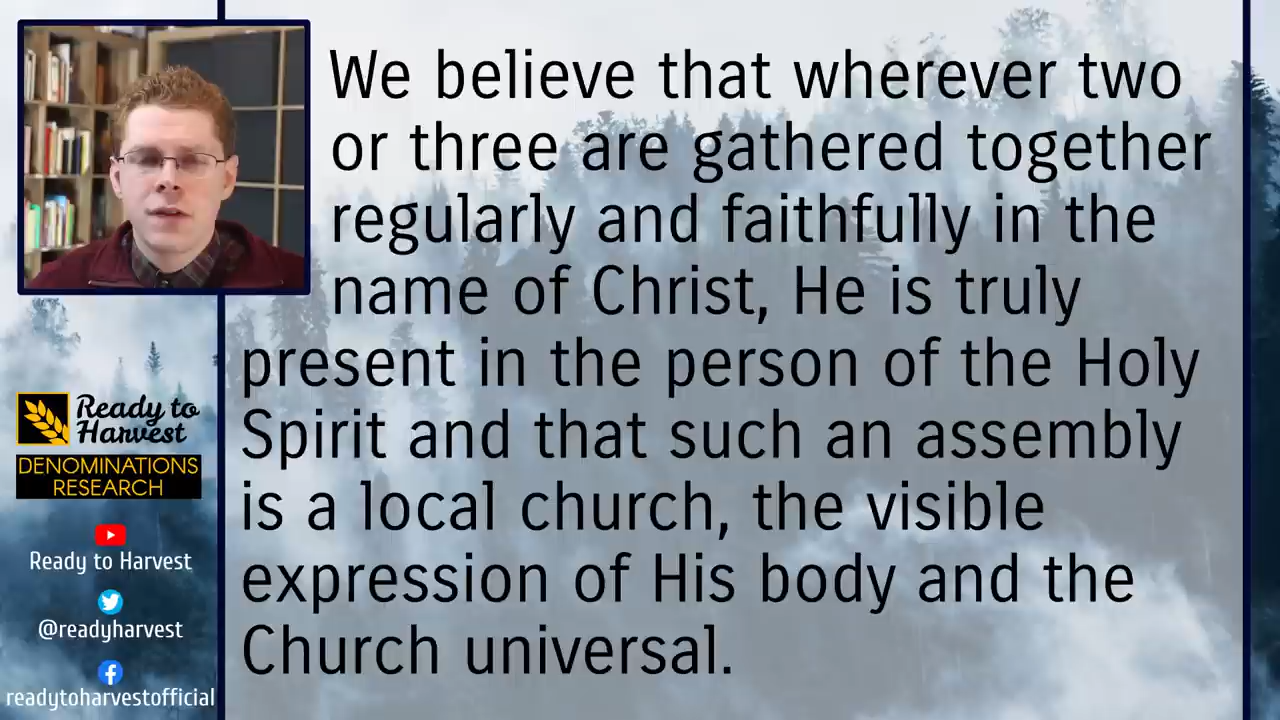 We believe that wherever two
or three are gathered together
regularly and faithfully in the
name of Christ, He is truly
present in the person of the Holy
Spirit and that such an assembly
is a local church, the visible
expression of His body and the
Church universal.
Ready to
Harvest
DENOMINATIONS
RESEARCH
Ready to Harvest
@readyharvest
readytoharvestofficial